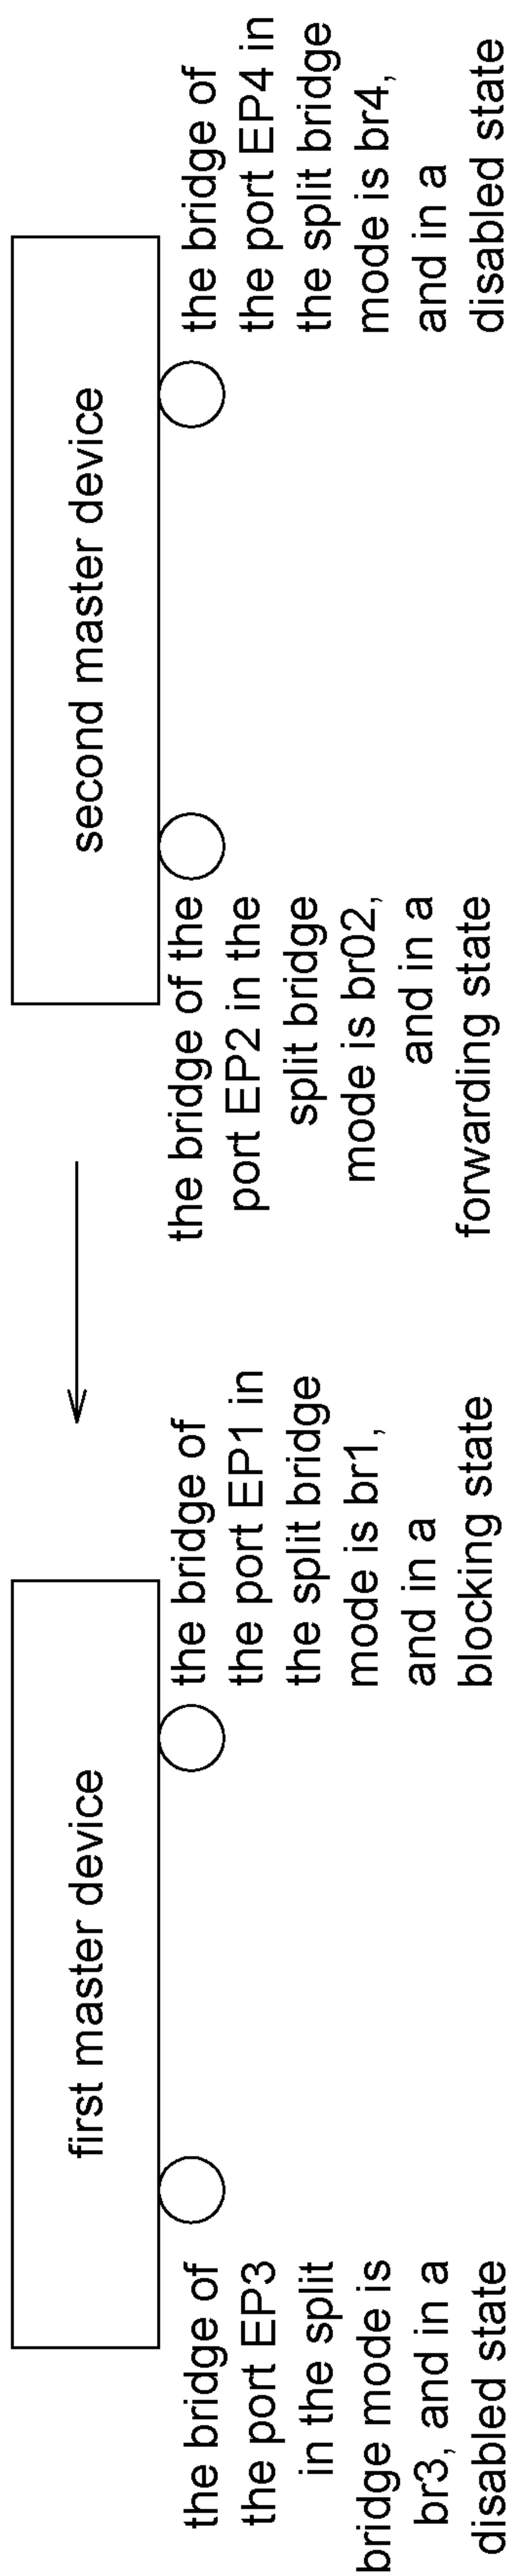 first master device
second master device
the bridge of
the port EP3
in the split
bridge mode is
br3, and in a
disabled state
the bridge of
the port EP1 in
the split bridge
mode is br1,
and in a
blocking state
the bridge of the
port EP2 in the
split bridge
mode is br02,
and in a
forwarding state
the bridge of
the port EP4 in
the split bridge
mode is br4,
and in a
disabled state